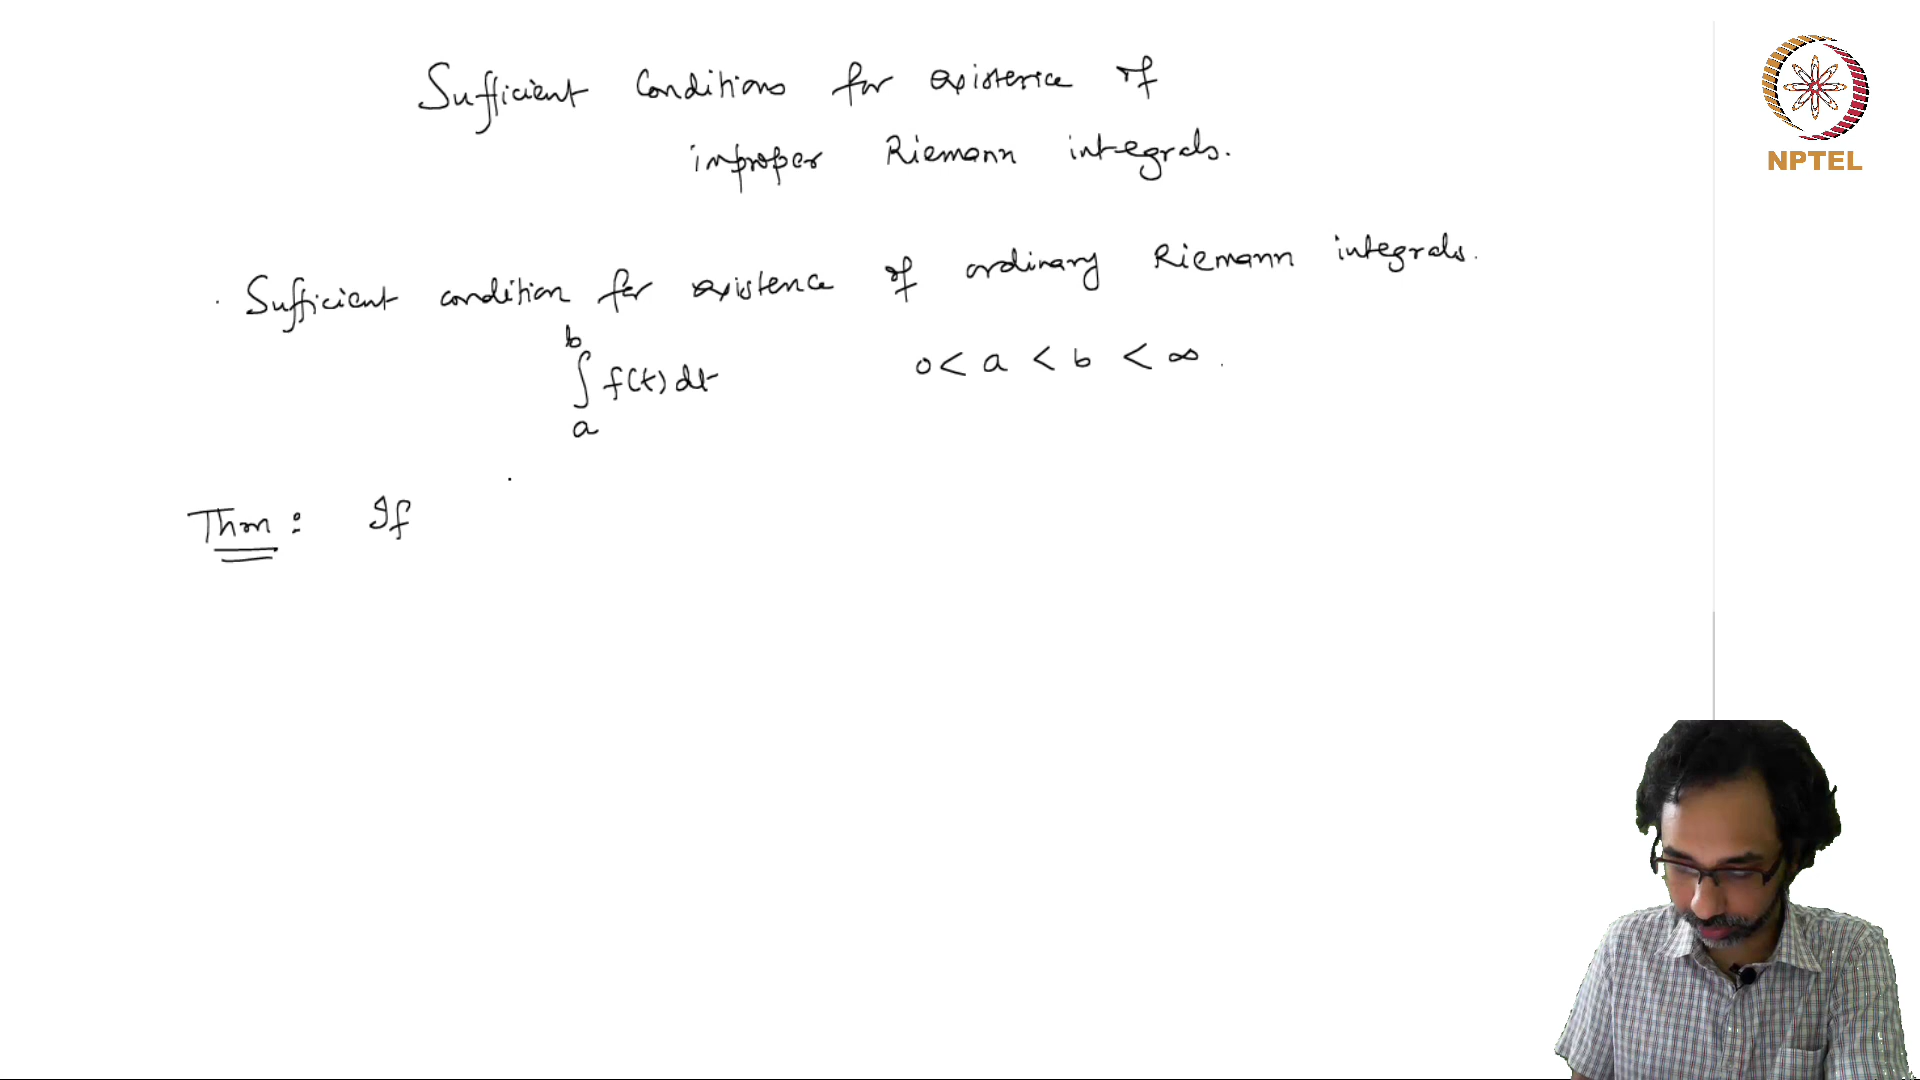 Sufficient Conditions for existence of
improper Riemann integrals.
NPTEL
. Sufficient condition for existence of ordinary Riemann integrals.
∫_a^b f(t) dt 0 < a < b < ∞ .
Thm : If